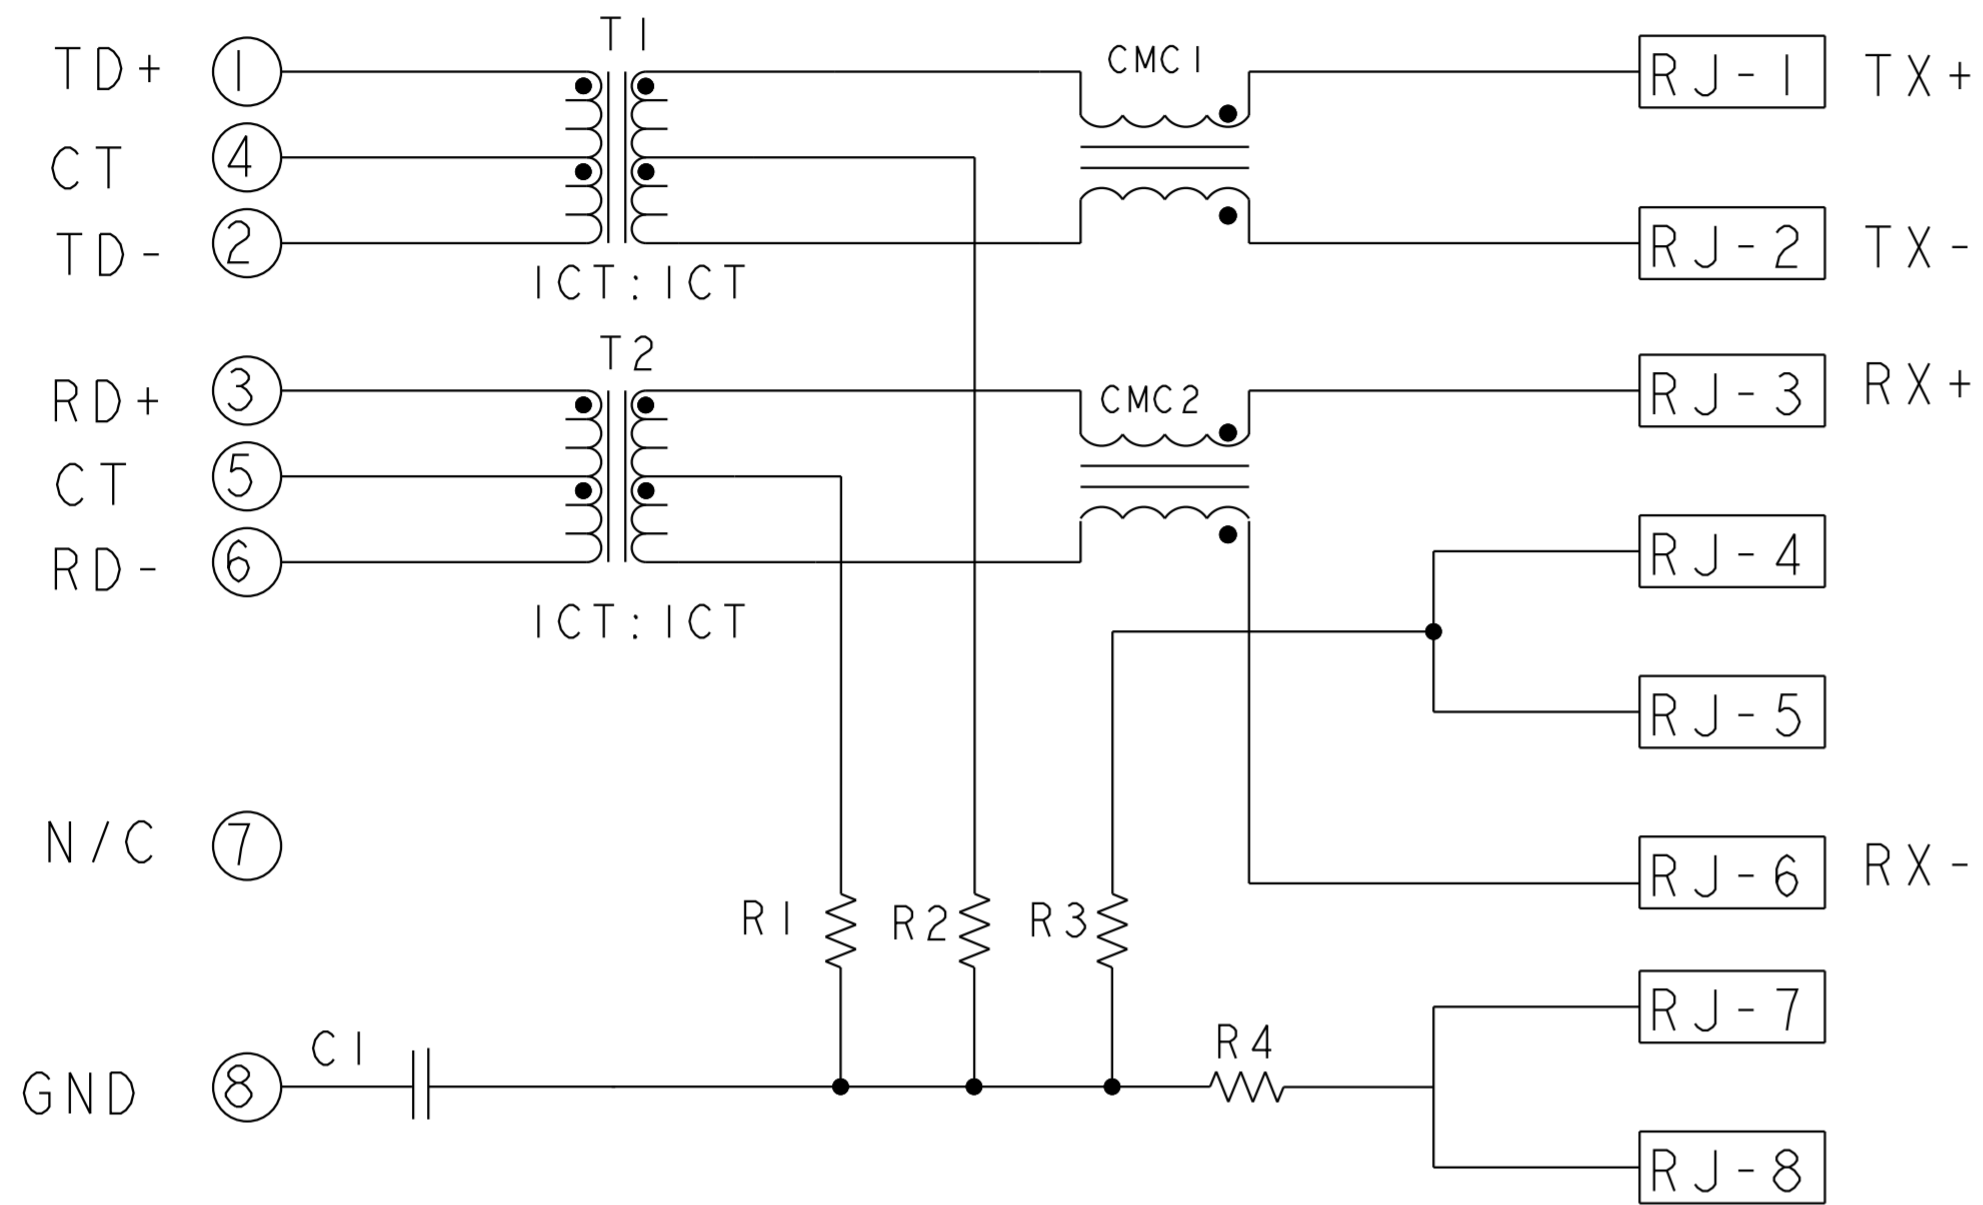 T1
TD+ 1 CMC1 RJ-1 TX+
CT 4
TD- 2 RJ-2 TX-
1CT:1CT
T2
RD+ 3 CMC2 RJ-3 RX+
CT 5
RD- 6 RJ-4
1CT:1CT
RJ-5
N/C 7 RJ-6 RX-
R1 R2 R3
RJ-7
C1 R4
GND 8
RJ-8